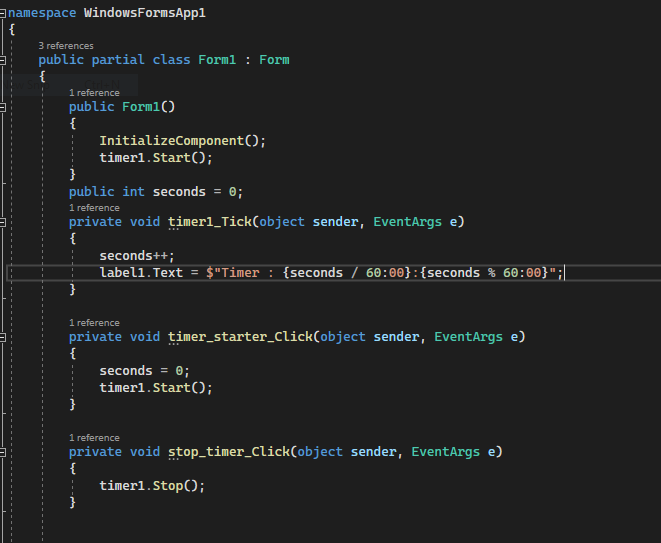 namespace WindowsFormsApp1
{
3 references
public partial class Form1 : Form
{
1 reference
public Form1()
{
InitializeComponent();
timer1.Start();
}
public int seconds = 0;
1 reference
private void timer1_Tick(object sender, EventArgs e)
{
seconds++;
label1.Text = $"Timer : {seconds / 60:00}:{seconds % 60:00}";
}
1 reference
private void timer_starter_Click(object sender, EventArgs e)
{
seconds = 0;
timer1.Start();
}
1 reference
private void stop_timer_Click(object sender, EventArgs e)
{
timer1.Stop();
}